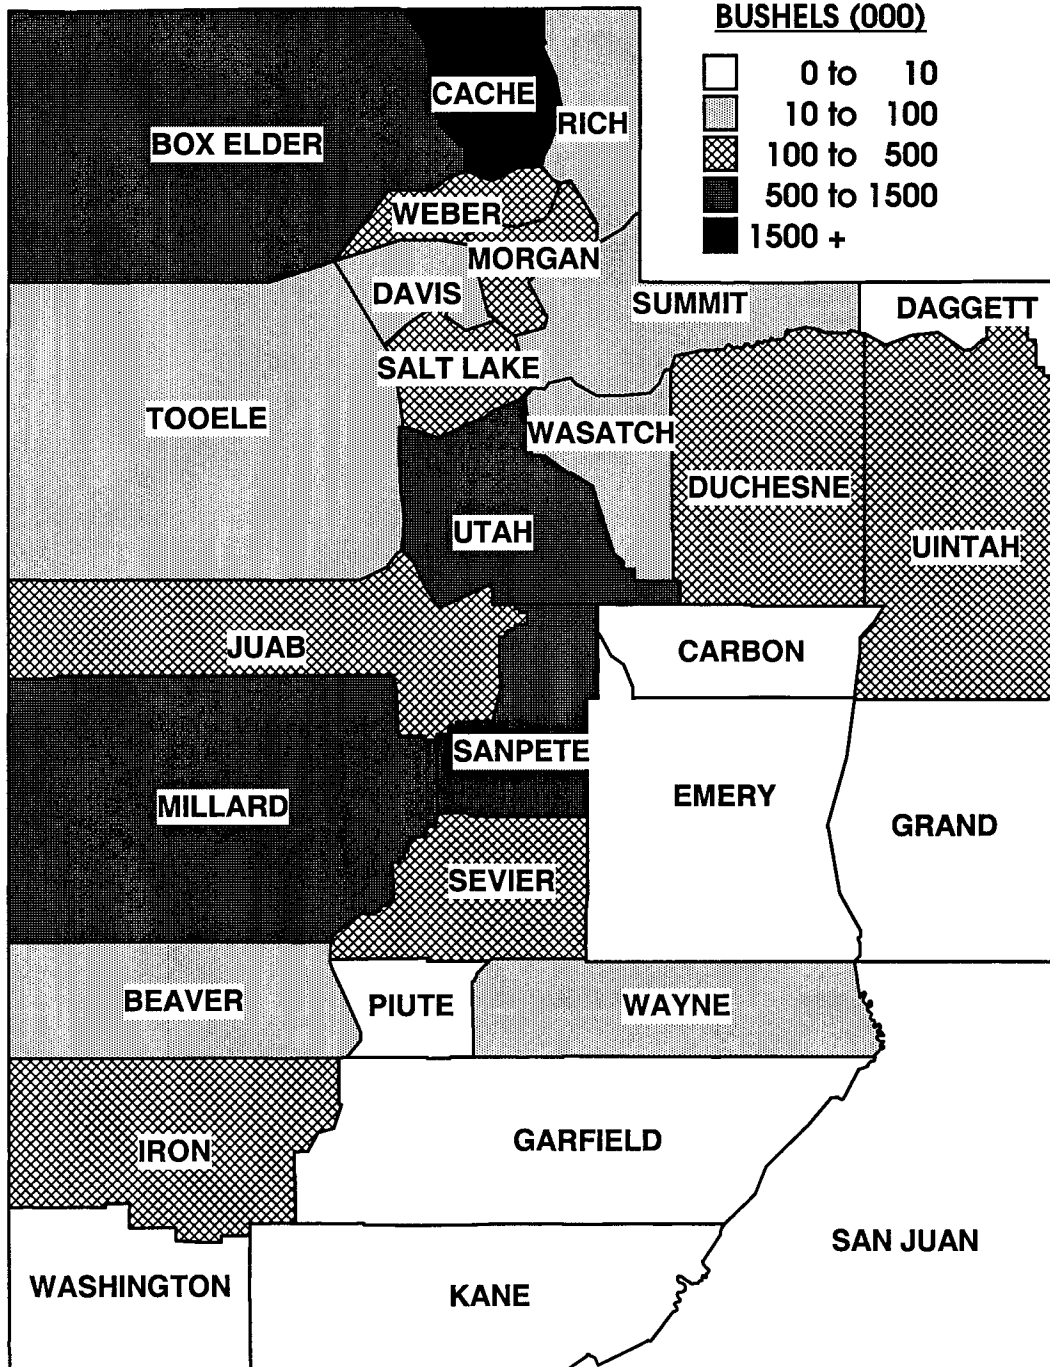 BUSHELS (000)
0 to 10
10 to 100
100 to 500
500 to 1500
1500 +
CACHE
RICH
BOX ELDER
WEBER
MORGAN
DAVIS
SUMMIT
DAGGETT
SALT LAKE
TOOELE
WASATCH
DUCHESNE
UTAH
UINTAH
JUAB
CARBON
SANPETE
MILLARD
EMERY
GRAND
SEVIER
BEAVER
PIUTE
WAYNE
IRON
GARFIELD
SAN JUAN
WASHINGTON
KANE